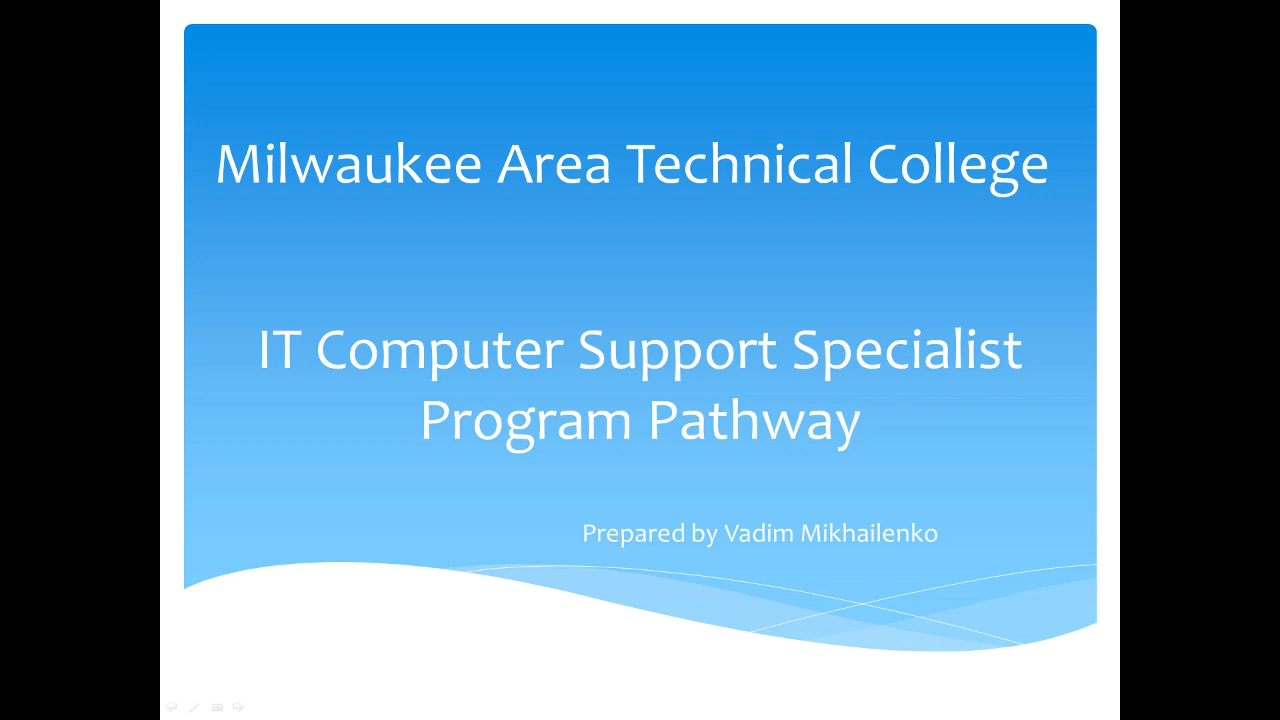 Milwaukee Area Technical College
IT Computer Support Specialist
Program Pathway
Prepared by Vadim Mikhailenko